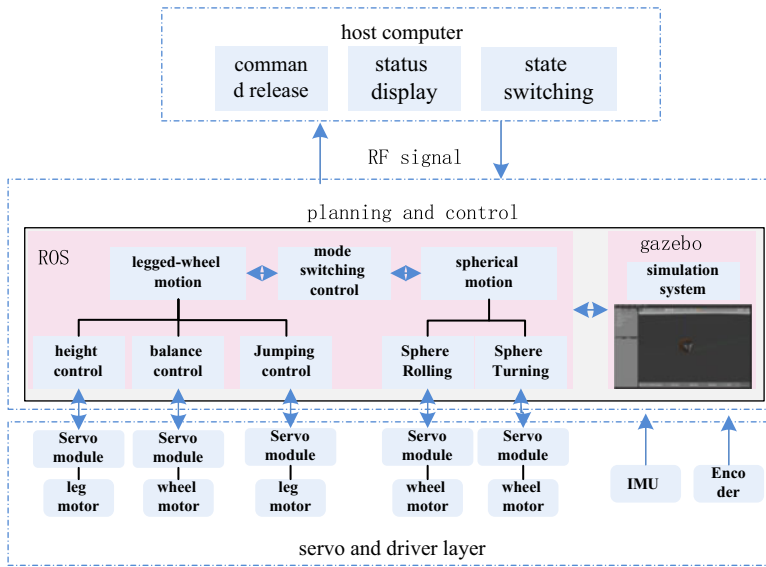 host computer
comman
d release
status
display
state
switching
RF signal
planning and control
ROS
legged-wheel
motion
mode
switching
control
spherical
motion
gazebo
simulation
system
height
control
balance
control
Jumping
control
Sphere
Rolling
Sphere
Turning
Servo
module
Servo
module
Servo
module
Servo
module
Servo
module
leg
motor
wheel
motor
leg
motor
wheel
motor
wheel
motor
IMU
Enco
der
servo and driver layer